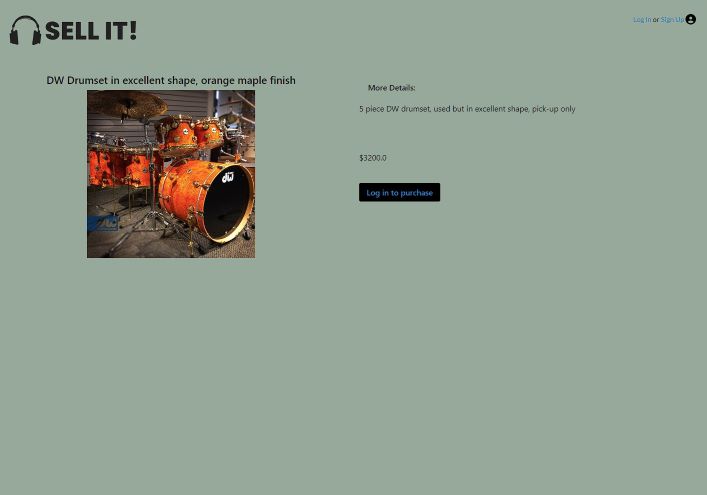 SELL IT!
Log In or Sign Up
DW Drumset in excellent shape, orange maple finish
dw
More Details:
5 piece DW drumset, used but in excellent shape, pick-up only
$3200.0
Log in to purchase